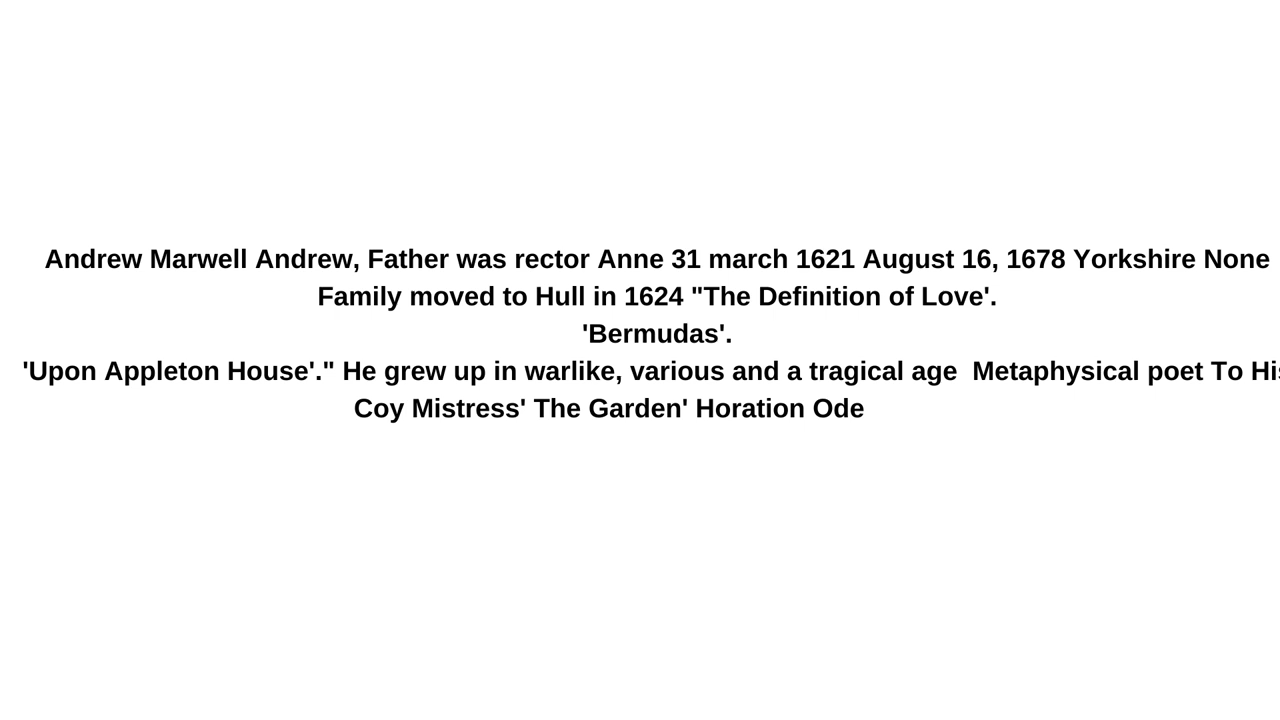 Andrew Marwell Andrew, Father was rector Anne 31 march 1621 August 16, 1678 Yorkshire None
Family moved to Hull in 1624 "The Definition of Love'.
'Bermudas'.
'Upon Appleton House'." He grew up in warlike, various and a tragical age  Metaphysical poet To
Coy Mistress' The Garden' Horation Ode